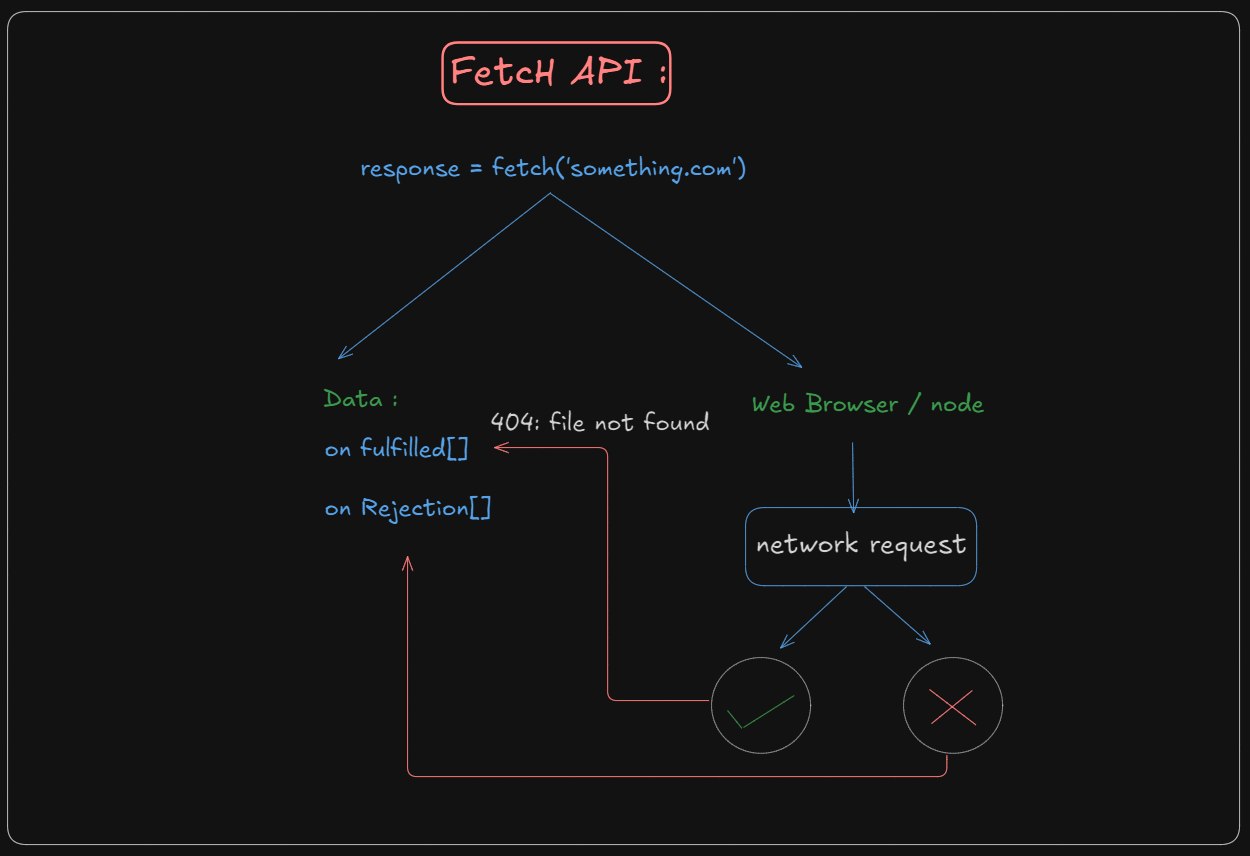 FetcH API :
response = fetch('something.com')
Data :
404: file not found
Web Browser / node
on fulfilled[]
on Rejection[]
network request